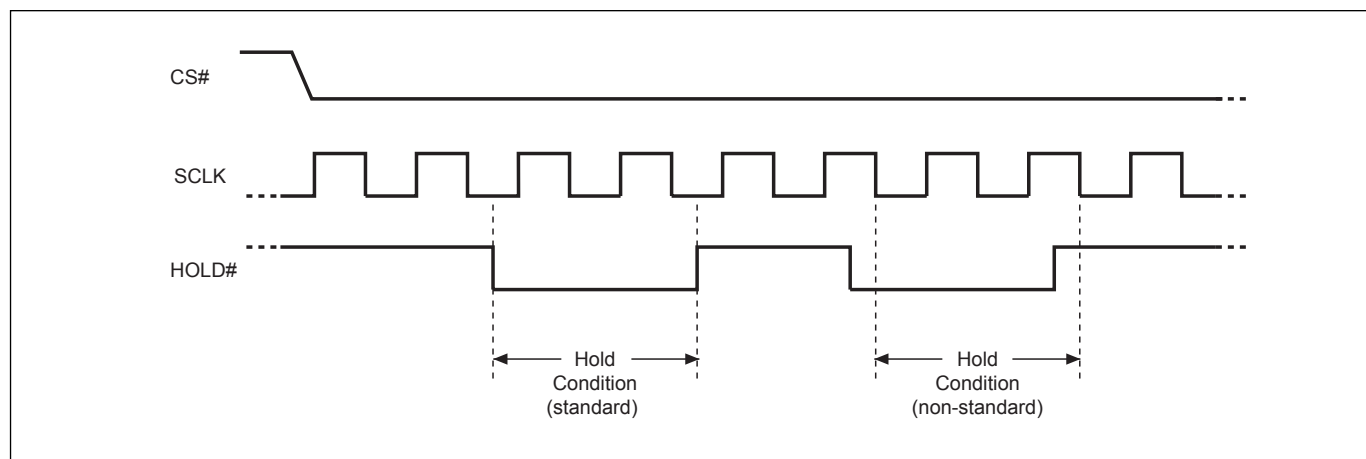 CS#
SCLK
HOLD#
Hold
Condition
(standard)
Hold
Condition
(non-standard)